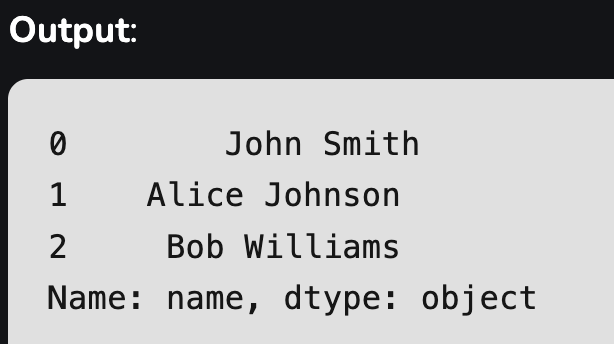 Output:
0        John Smith
1    Alice Johnson
2     Bob Williams
Name: name, dtype: object